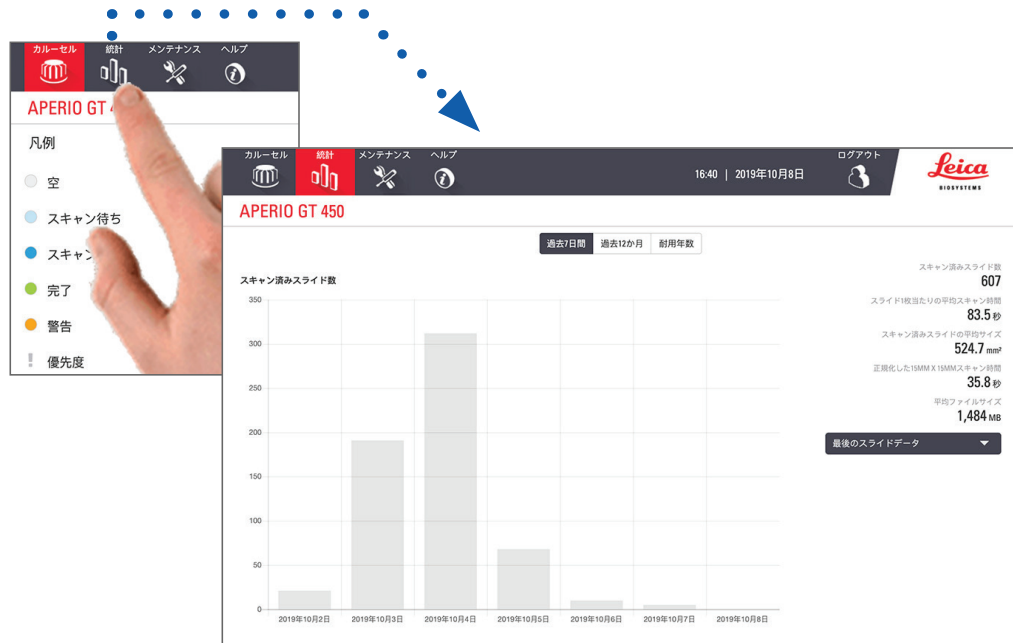 カルーセル 統計 メンテナンス ヘルプ
APERIO GT
凡例
空
スキャン待ち
スキャン
完了
警告
! 優先度
カルーセル 統計 メンテナンス ヘルプ
16:40 | 2019年10月8日
ログアウト
Leica
BIOSYSTEMS
APERIO GT 450
過去7日間 過去12か月 耐用年数
スキャン済みスライド数
350
300
250
200
150
100
50
0
2019年10月2日 2019年10月3日 2019年10月4日 2019年10月5日 2019年10月6日 2019年10月7日 2019年10月8日
スキャン済みスライド数
607
スライド1枚当たりの平均スキャン時間
83.5 秒
スキャン済みスライドの平均サイズ
524.7 mm²
正規化した15MM X 15MMスキャン時間
35.8 秒
平均ファイルサイズ
1,484 MB
最後のスライドデータ